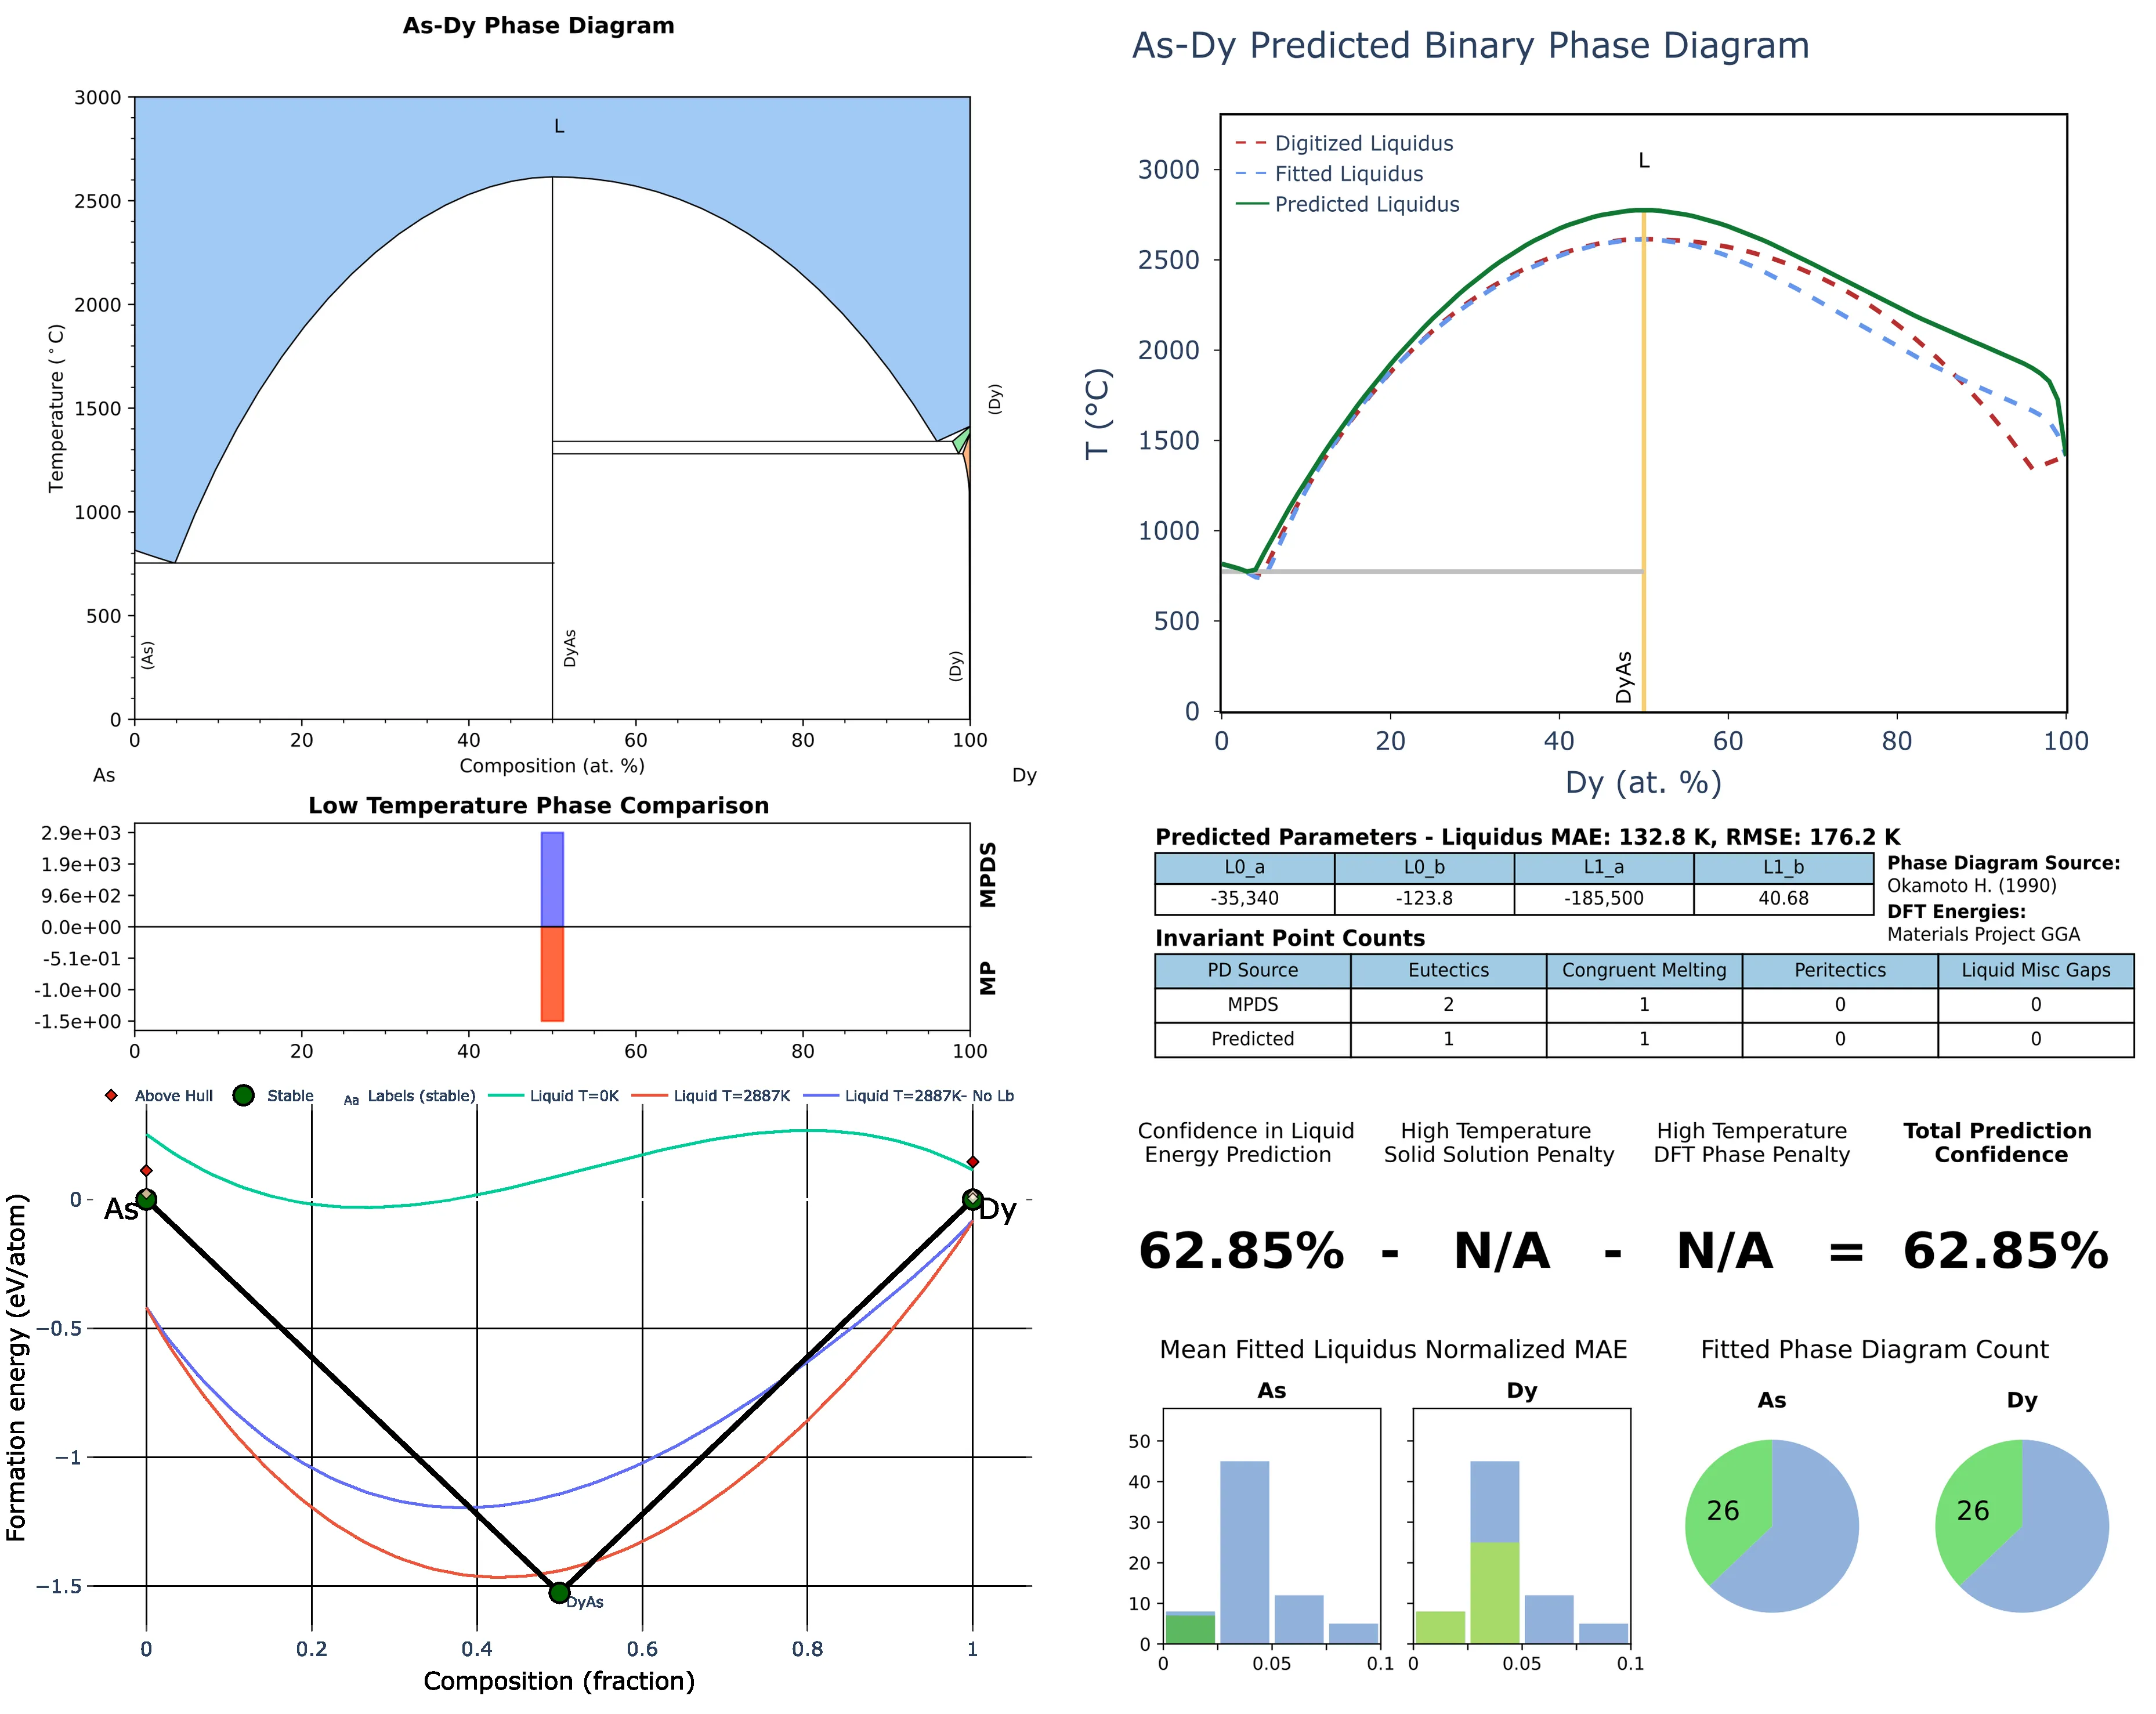 As-Dy Phase Diagram
3000
2500
2000
1500
1000
500
0
Temperature (°C)
L
(As)
DyAs
(Dy)
(Dy)
0 20 40 60 80 100
Composition (at. %)
As Dy
Low Temperature Phase Comparison
2.9e+03
1.9e+03
9.6e+02
0.0e+00
-5.1e-01
-1.0e+00
-1.5e+00
MPDS
MP
0 20 40 60 80 100
Above Hull Stable Aa Labels (stable) Liquid T=0K Liquid T=2887K Liquid T=2887K- No Lb
Formation energy (eV/atom)
0
−0.5
−1
−1.5
As
Dy
DyAs
0 0.2 0.4 0.6 0.8 1
Composition (fraction)
As-Dy Predicted Binary Phase Diagram
Digitized Liquidus
Fitted Liquidus
Predicted Liquidus
L
T (°C)
3000
2500
2000
1500
1000
500
0
DyAs
0 20 40 60 80 100
Dy (at. %)
Predicted Parameters - Liquidus MAE: 132.8 K, RMSE: 176.2 K
L0_a L0_b L1_a L1_b
-35,340 -123.8 -185,500 40.68
Phase Diagram Source:
Okamoto H. (1990)
DFT Energies:
Materials Project GGA
Invariant Point Counts
PD Source Eutectics Congruent Melting Peritectics Liquid Misc Gaps
MPDS 2 1 0 0
Predicted 1 1 0 0
Confidence in Liquid
Energy Prediction
High Temperature
Solid Solution Penalty
High Temperature
DFT Phase Penalty
Total Prediction
Confidence
62.85% - N/A - N/A = 62.85%
Mean Fitted Liquidus Normalized MAE
As Dy
50
40
30
20
10
0
0 0.05 0.1 0 0.05 0.1
Fitted Phase Diagram Count
As Dy
26 26